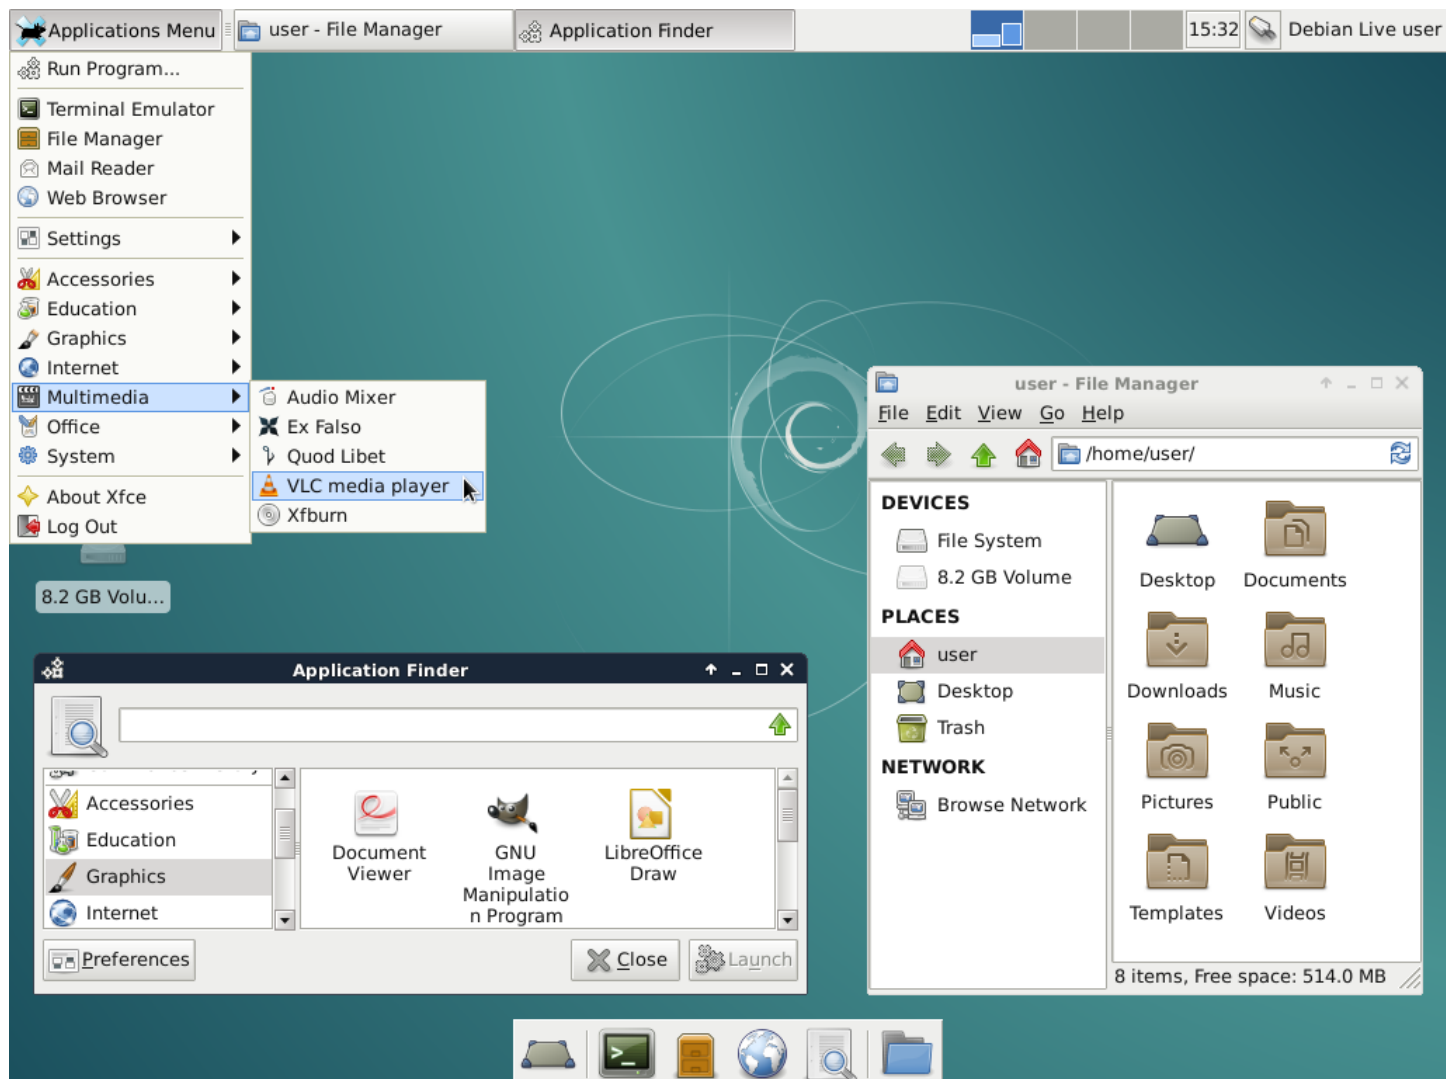 Applications Menu
user - File Manager
Application Finder
15:32
Debian Live user
Run Program...
Terminal Emulator
File Manager
Mail Reader
Web Browser
Settings
Accessories
Education
Graphics
Internet
Multimedia
Office
System
About Xfce
Log Out
Audio Mixer
Ex Falso
Quod Libet
VLC media player
Xfburn
8.2 GB Volu...
Application Finder
Accessories
Education
Graphics
Internet
Document
Viewer
GNU
Image
Manipulatio
n Program
LibreOffice
Draw
Preferences
Close
Launch
user - File Manager
File Edit View Go Help
/home/user/
DEVICES
File System
8.2 GB Volume
PLACES
user
Desktop
Trash
NETWORK
Browse Network
Desktop
Documents
Downloads
Music
Pictures
Public
Templates
Videos
8 items, Free space: 514.0 MB